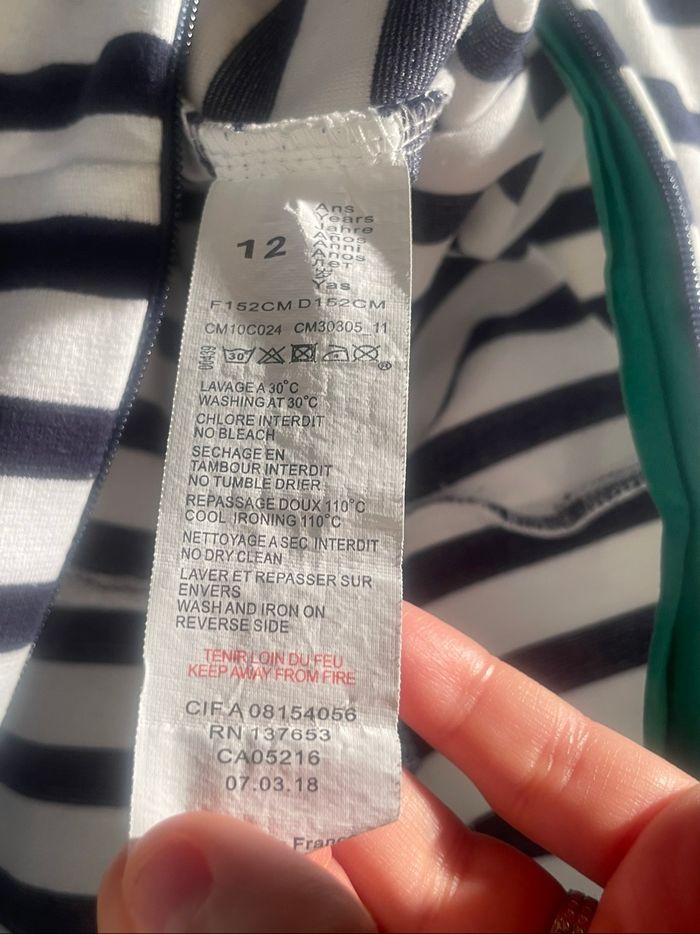 12
Ans
Years
Jahre
Años
Anni
Anos
Лет
岁
Yas
F152CM D152CM
CM10C024 CM30305 11
30
LAVAGE A 30°C
WASHING AT 30°C
CHLORE INTERDIT
NO BLEACH
SECHAGE EN
TAMBOUR INTERDIT
NO TUMBLE DRIER
REPASSAGE DOUX 110°C
COOL IRONING 110°C
NETTOYAGE A SEC INTERDIT
NO DRY CLEAN
LAVER ET REPASSER SUR
ENVERS
WASH AND IRON ON
REVERSE SIDE
TENIR LOIN DU FEU
KEEP AWAY FROM FIRE
CIF A 08154056
RN 137653
CA05216
07.03.18